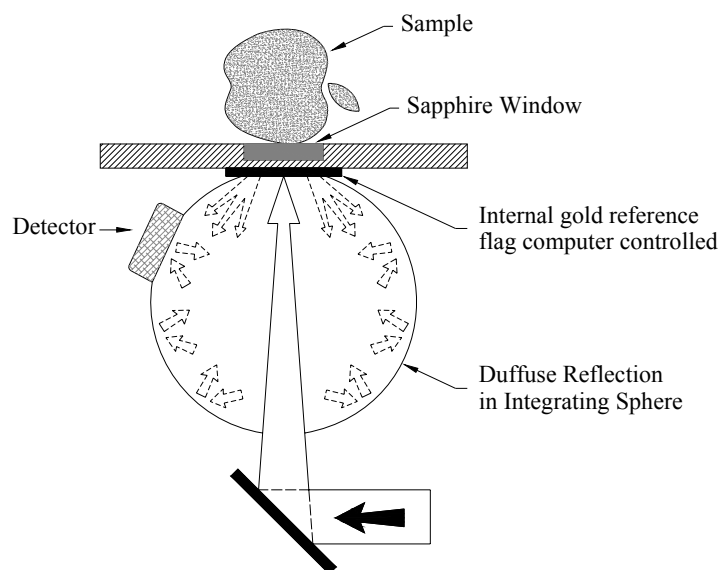 Sample
Sapphire Window
Detector
Internal gold reference
flag computer controlled
Duffuse Reflection
in Integrating Sphere